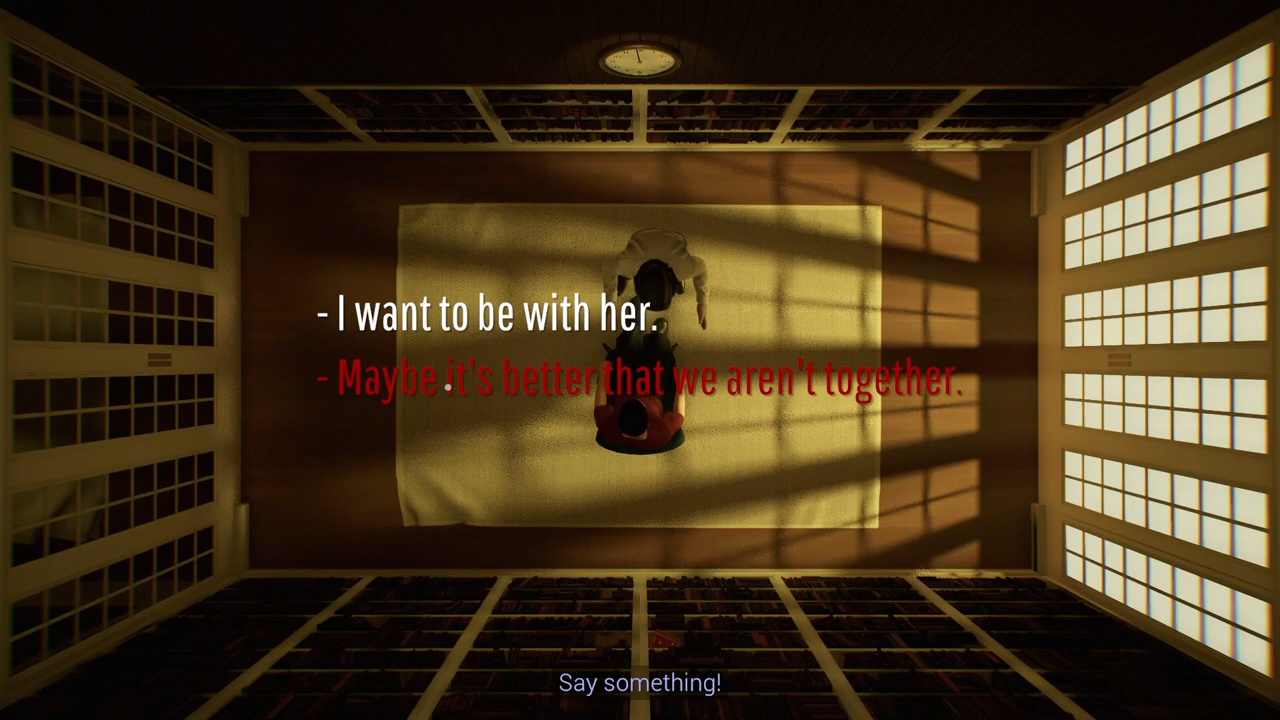 - I want to be with her.
- Maybe it's better that we aren't together.
Say something!